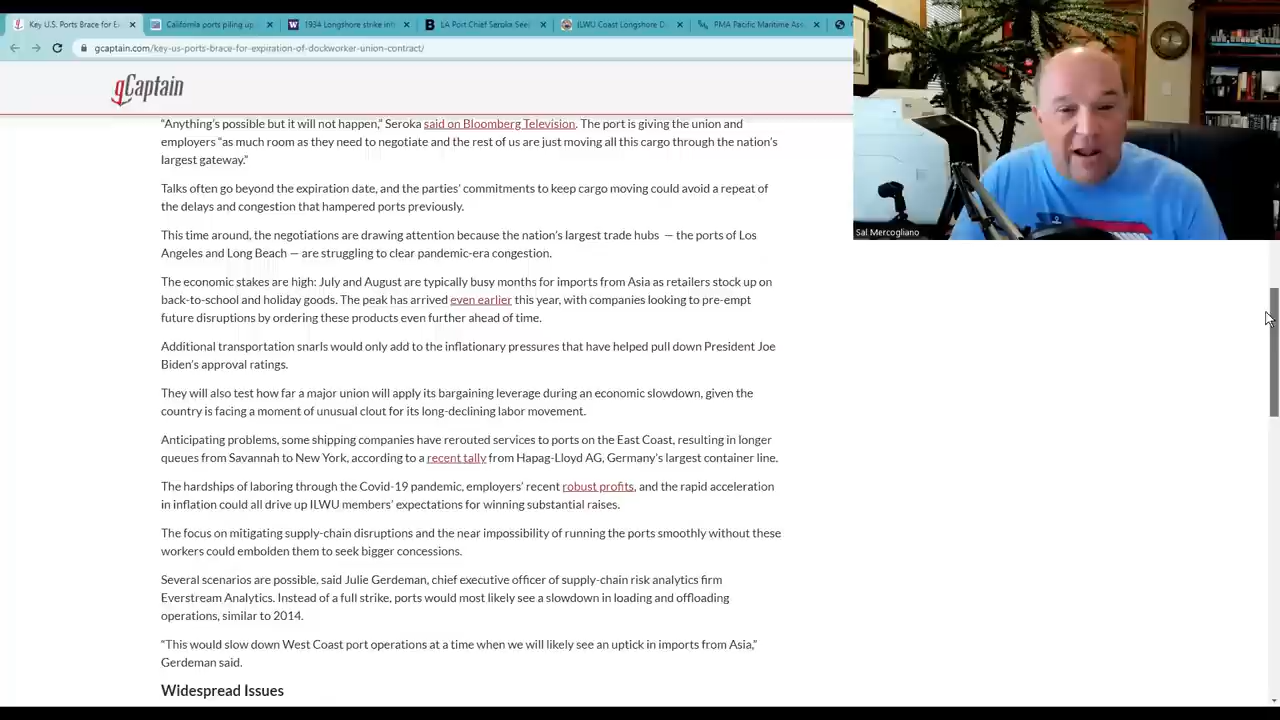 Key U.S. Ports Brace for Ex
California ports piling up
1934 Longshore strike inf
LA Port Chief Seroka See
ILWU Coast Longshore D
PMA Pacific Maritime Ass
gcaptain.com/key-us-ports-brace-for-expiration-of-dockworker-union-contract/
gCaptain
"Anything's possible but it will not happen," Seroka said on Bloomberg Television. The port is giving the union and
employers "as much room as they need to negotiate and the rest of us are just moving all this cargo through the nation's
largest gateway."
Talks often go beyond the expiration date, and the parties' commitments to keep cargo moving could avoid a repeat of
the delays and congestion that hampered ports previously.
This time around, the negotiations are drawing attention because the nation's largest trade hubs — the ports of Los
Angeles and Long Beach — are struggling to clear pandemic-era congestion.
The economic stakes are high: July and August are typically busy months for imports from Asia as retailers stock up on
back-to-school and holiday goods. The peak has arrived even earlier this year, with companies looking to pre-empt
future disruptions by ordering these products even further ahead of time.
Additional transportation snarls would only add to the inflationary pressures that have helped pull down President Joe
Biden's approval ratings.
They will also test how far a major union will apply its bargaining leverage during an economic slowdown, given the
country is facing a moment of unusual clout for its long-declining labor movement.
Anticipating problems, some shipping companies have rerouted services to ports on the East Coast, resulting in longer
queues from Savannah to New York, according to a recent tally from Hapag-Lloyd AG, Germany's largest container line.
The hardships of laboring through the Covid-19 pandemic, employers' recent robust profits, and the rapid acceleration
in inflation could all drive up ILWU members' expectations for winning substantial raises.
The focus on mitigating supply-chain disruptions and the near impossibility of running the ports smoothly without these
workers could embolden them to seek bigger concessions.
Several scenarios are possible, said Julie Gerdeman, chief executive officer of supply-chain risk analytics firm
Everstream Analytics. Instead of a full strike, ports would most likely see a slowdown in loading and offloading
operations, similar to 2014.
"This would slow down West Coast port operations at a time when we will likely see an uptick in imports from Asia,"
Gerdeman said.
Widespread Issues
Sal Mercogliano